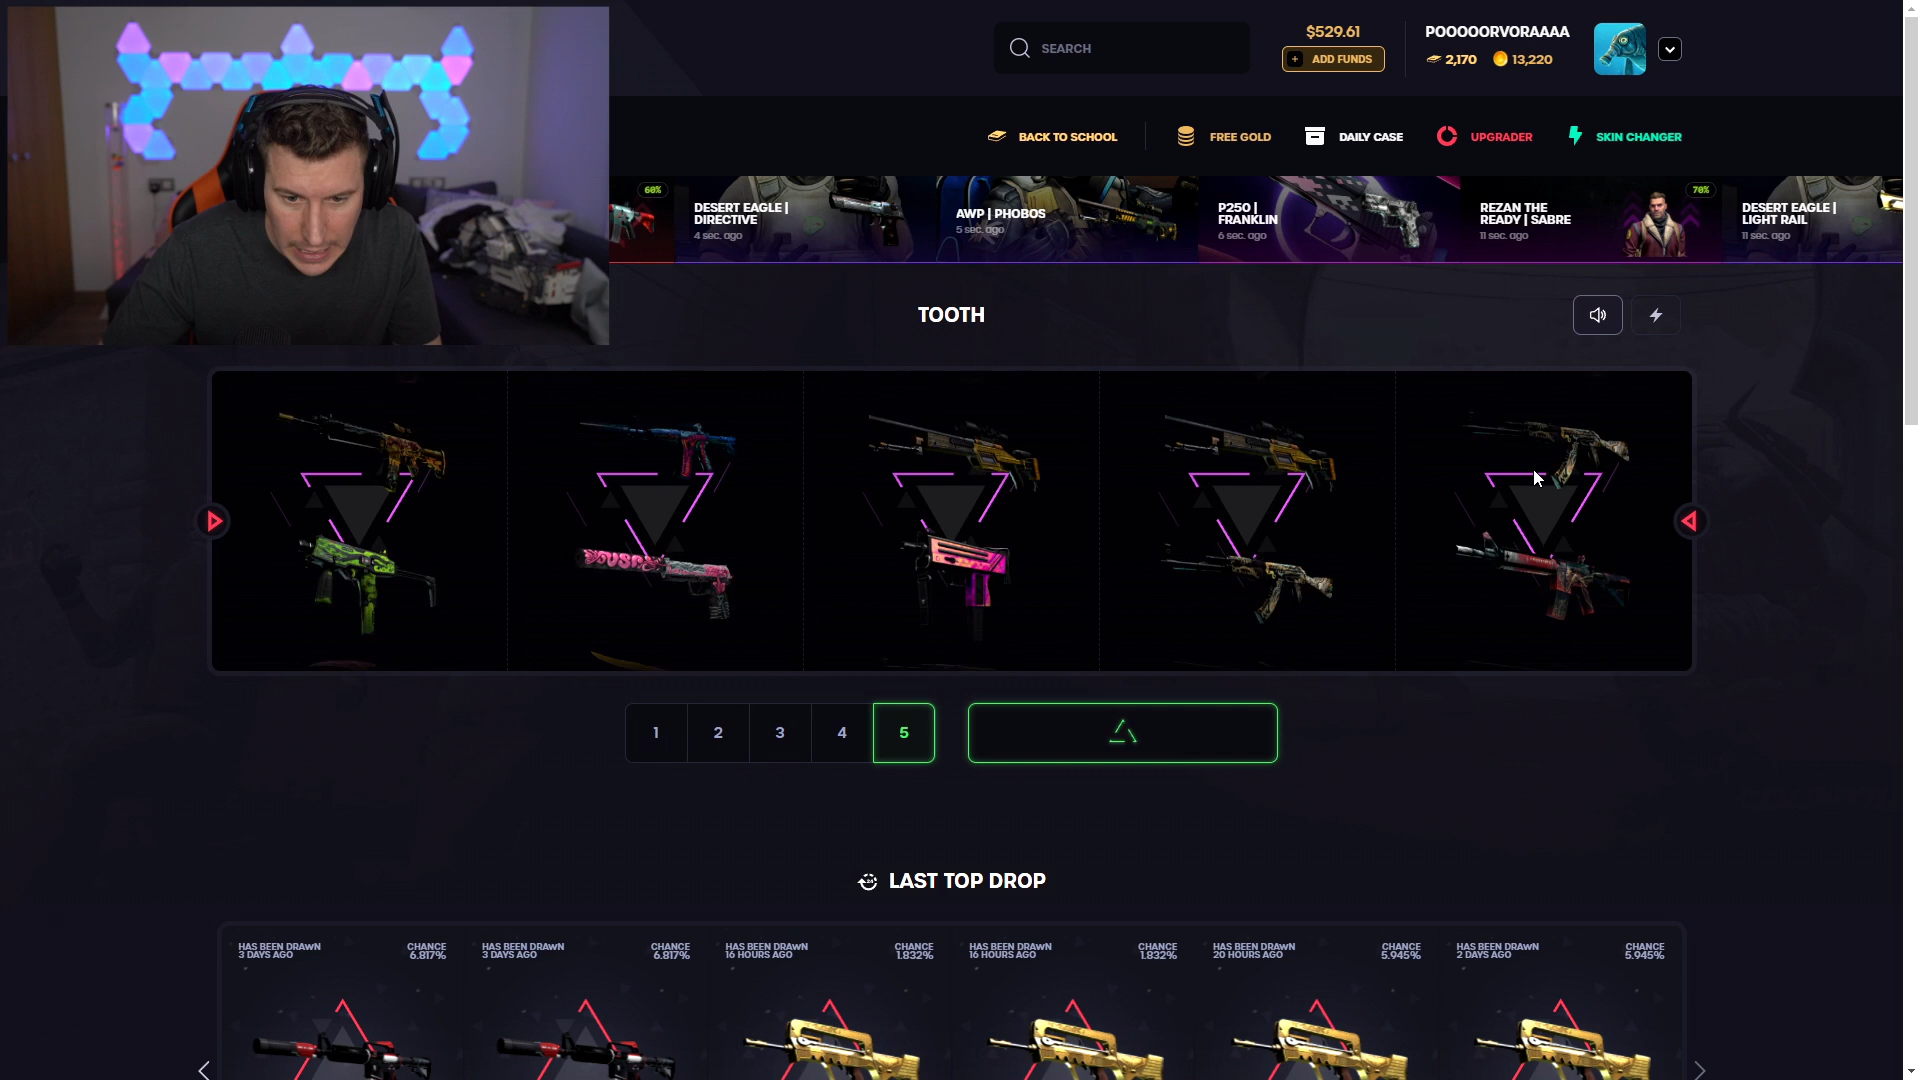 SEARCH
$529.61
+ ADD FUNDS
POOOOORVORAAAA
2,170 13,220
BACK TO SCHOOL
FREE GOLD
DAILY CASE
UPGRADER
SKIN CHANGER
60%
DESERT EAGLE |
DIRECTIVE
4 sec. ago
AWP | PHOBOS
5 sec. ago
P250 |
FRANKLIN
6 sec. ago
REZAN THE
READY | SABRE
11 sec. ago
70%
DESERT EAGLE |
LIGHT RAIL
11 sec. ago
TOOTH
1 2 3 4 5
LAST TOP DROP
HAS BEEN DRAWN
3 DAYS AGO
CHANCE
6.817%
HAS BEEN DRAWN
3 DAYS AGO
CHANCE
6.817%
HAS BEEN DRAWN
16 HOURS AGO
CHANCE
1.832%
HAS BEEN DRAWN
16 HOURS AGO
CHANCE
1.832%
HAS BEEN DRAWN
20 HOURS AGO
CHANCE
5.945%
HAS BEEN DRAWN
2 DAYS AGO
CHANCE
5.945%